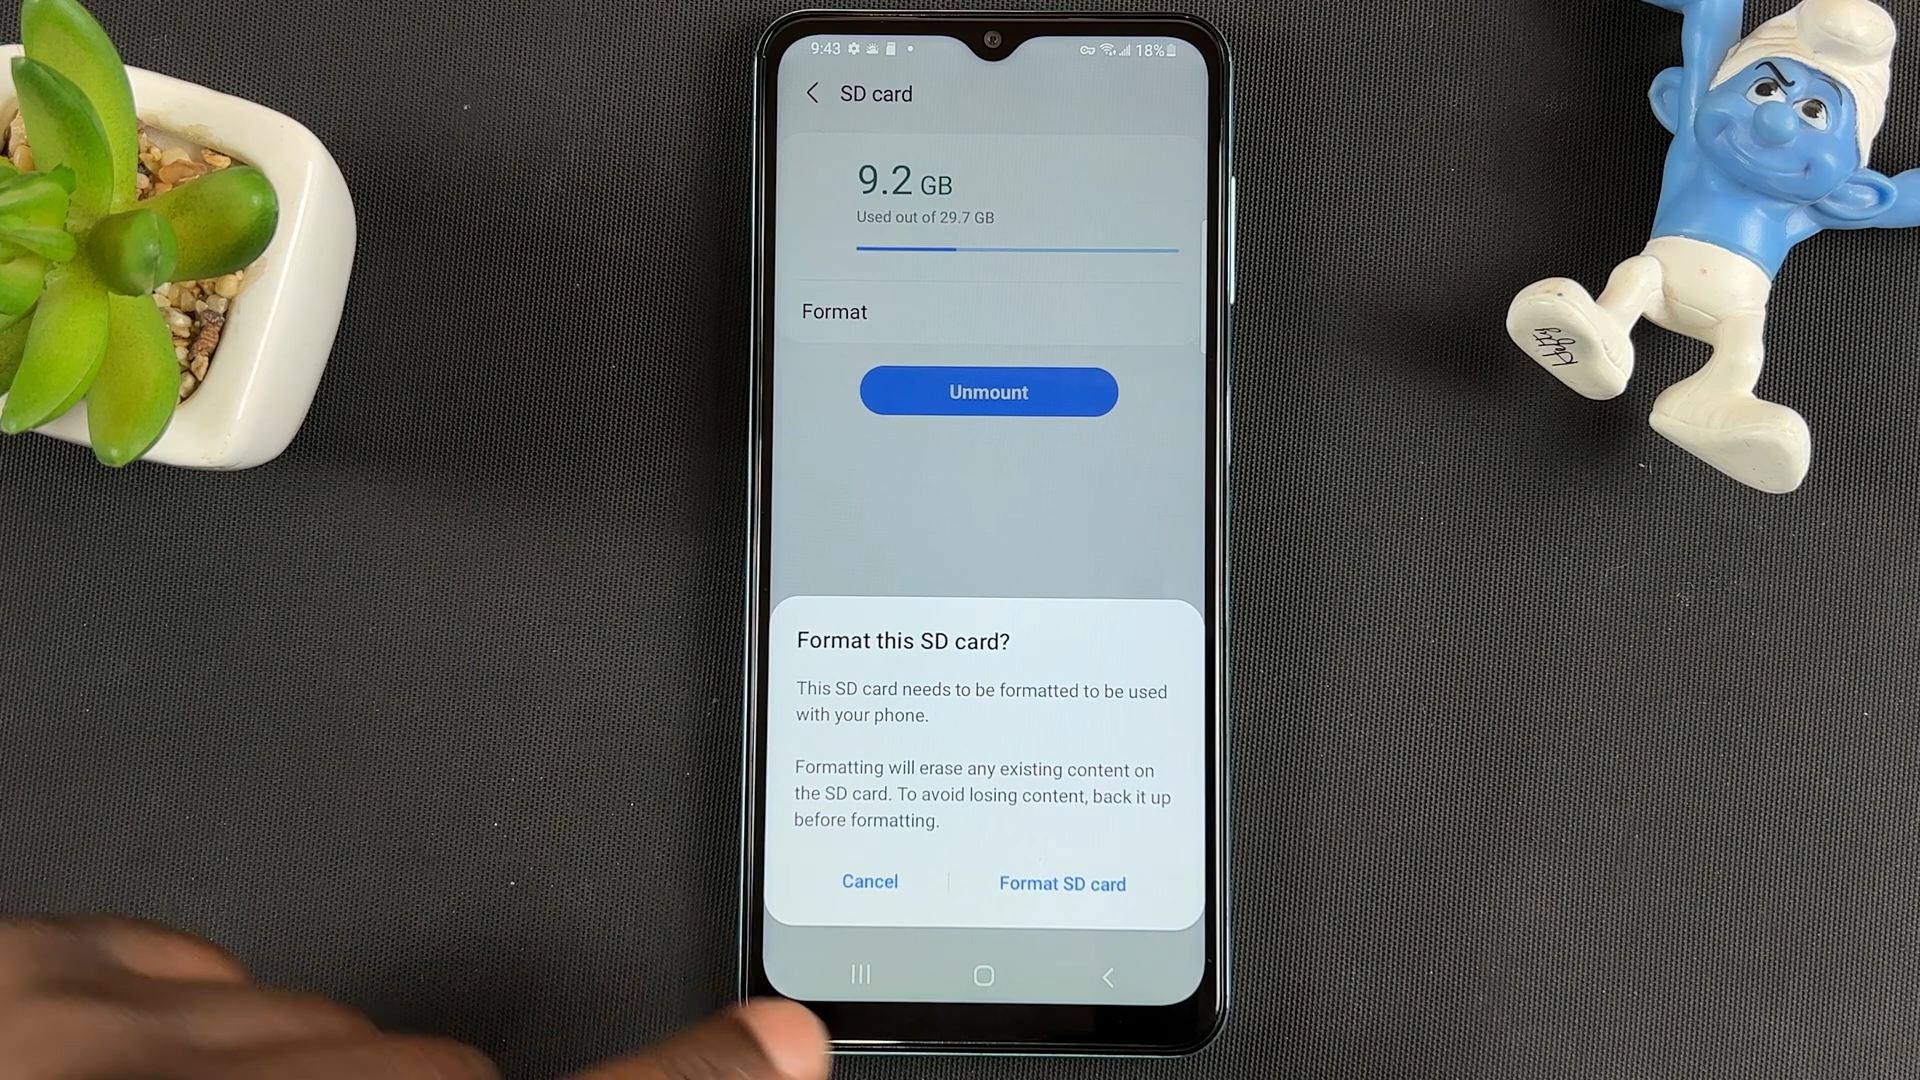 9:43
18%
SD card
9.2 GB
Used out of 29.7 GB
Format
Unmount
Format this SD card?
This SD card needs to be formatted to be used
with your phone.
Formatting will erase any existing content on
the SD card. To avoid losing content, back it up
before formatting.
Cancel
Format SD card
Hefty